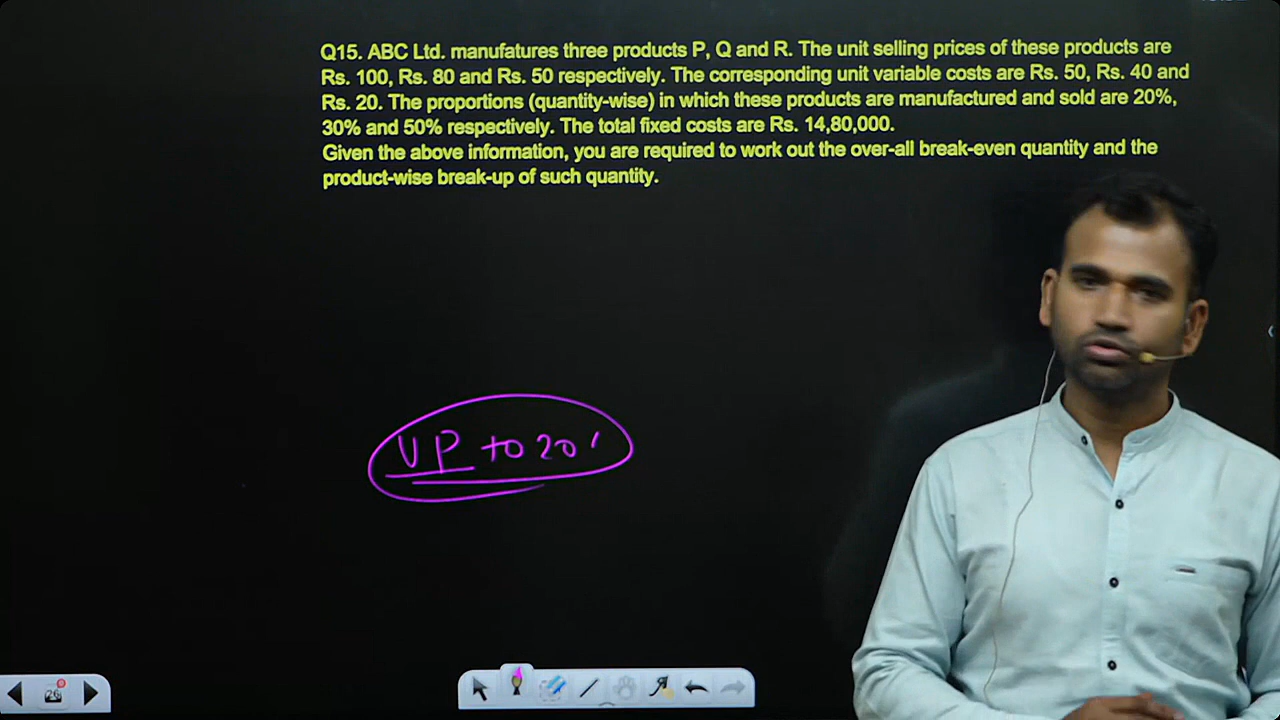 Q15. ABC Ltd. manufatures three products P, Q and R. The unit selling prices of these products are
Rs. 100, Rs. 80 and Rs. 50 respectively. The corresponding unit variable costs are Rs. 50, Rs. 40 and
Rs. 20. The proportions (quantity-wise) in which these products are manufactured and sold are 20%,
30% and 50% respectively. The total fixed costs are Rs. 14,80,000.
Given the above information, you are required to work out the over-all break-even quantity and the
product-wise break-up of such quantity.
UP to 20'
26